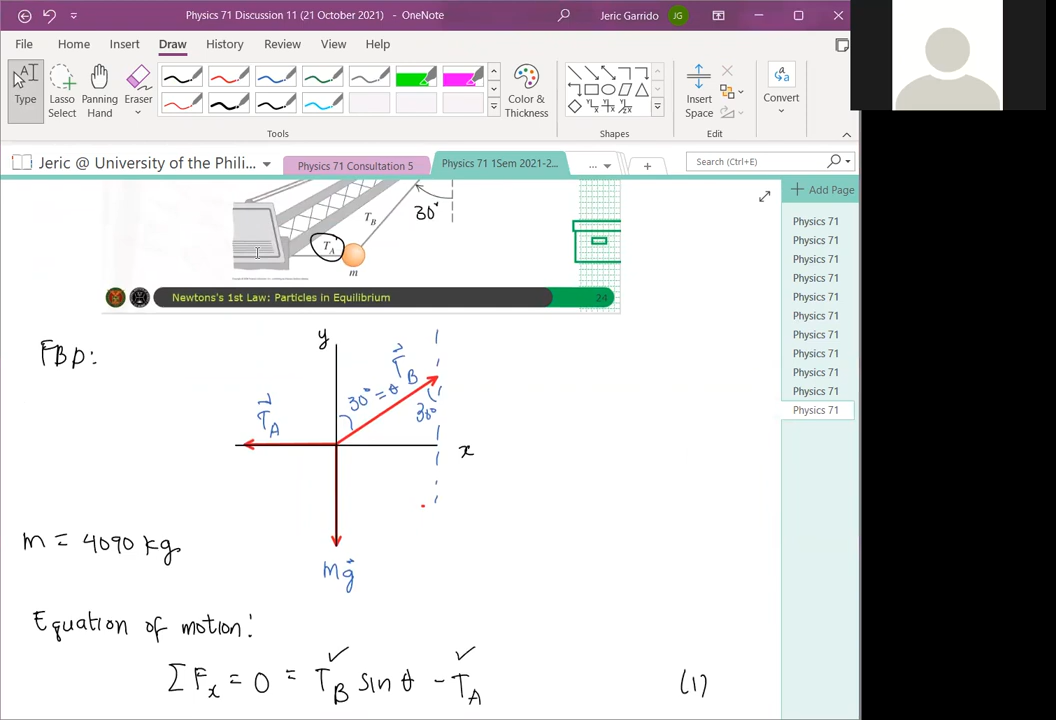 Physics 71 Discussion 11 (21 October 2021) - OneNote
Jeric Garrido
JG
File Home Insert Draw History Review View Help
Type
Lasso Select
Panning Hand
Eraser
Color & Thickness
Insert Space
Convert
Tools
Shapes
Edit
Jeric @ University of the Phili...
Physics 71 Consultation 5
Physics 71 1Sem 2021-2...
...
Search (Ctrl+E)
Add Page
Physics 71
Physics 71
Physics 71
Physics 71
Physics 71
Physics 71
Physics 71
Physics 71
Physics 71
Physics 71
Physics 71
30°
T_B
T_A
m
Newtons's 1st Law: Particles in Equilibrium
24
FBD:
y
T_B
30° = θ
30°
T_A
x
m = 4090 kg
Mg
Equation of motion:
ΣF_x = 0 = T_B sin θ - T_A (1)